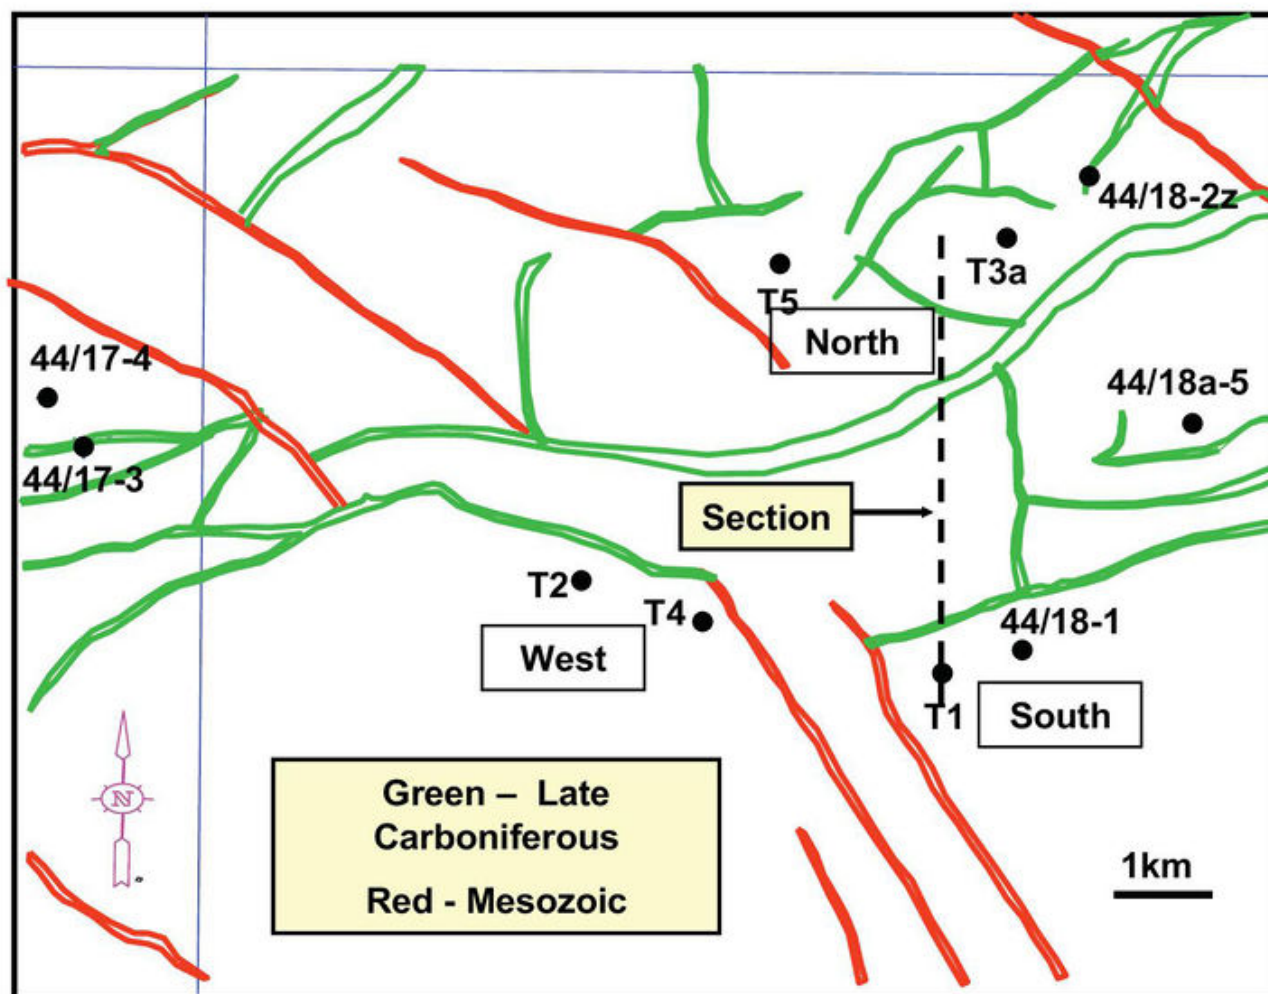 44/18-2z
T3a
T5
North
44/17-4
44/18a-5
44/17-3
Section
T2
T4
44/18-1
West
T1
South
N
Green – Late
Carboniferous
Red - Mesozoic
1km